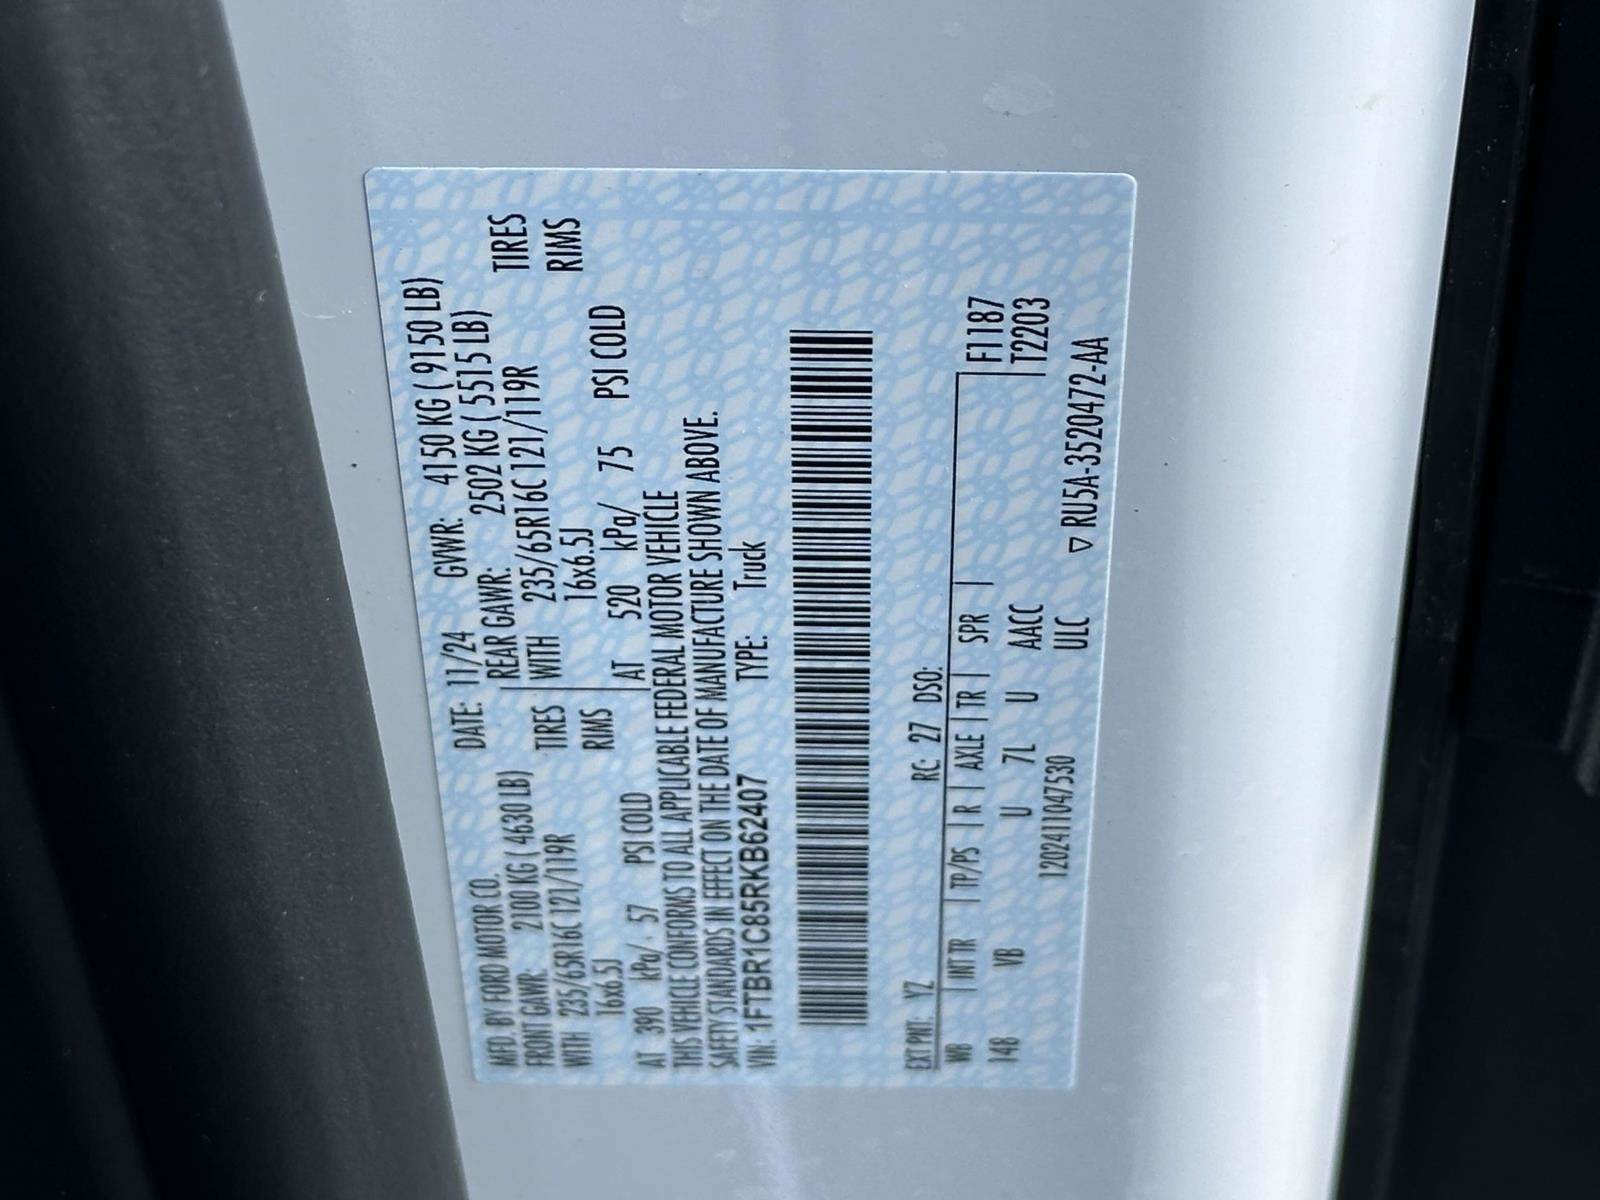 MFD. BY FORD MOTOR CO. DATE: 11/24 GVWR: 4150 KG ( 9150 LB)
FRONT GAWR: 2100 KG ( 4630 LB) REAR GAWR: 2502 KG ( 5515 LB)
WITH 235/65R16C 121/119R TIRES WITH 235/65R16C 121/119R TIRES
16x6.5J RIMS 16x6.5J RIMS
AT 390 kPa/ 57 PSI COLD AT 520 kPa/ 75 PSI COLD
THIS VEHICLE CONFORMS TO ALL APPLICABLE FEDERAL MOTOR VEHICLE
SAFETY STANDARDS IN EFFECT ON THE DATE OF MANUFACTURE SHOWN ABOVE.
VIN: 1FTBR1C85RKB62407 TYPE: Truck
EXT PNT: YZ RC: 27 DSO:
WB | INT TR | TP/PS | R | AXLE | TR | SPR | F1187
148 VB U 7L U AACC T2203
1202411047530 ULC
▽ RU5A-3520472-AA